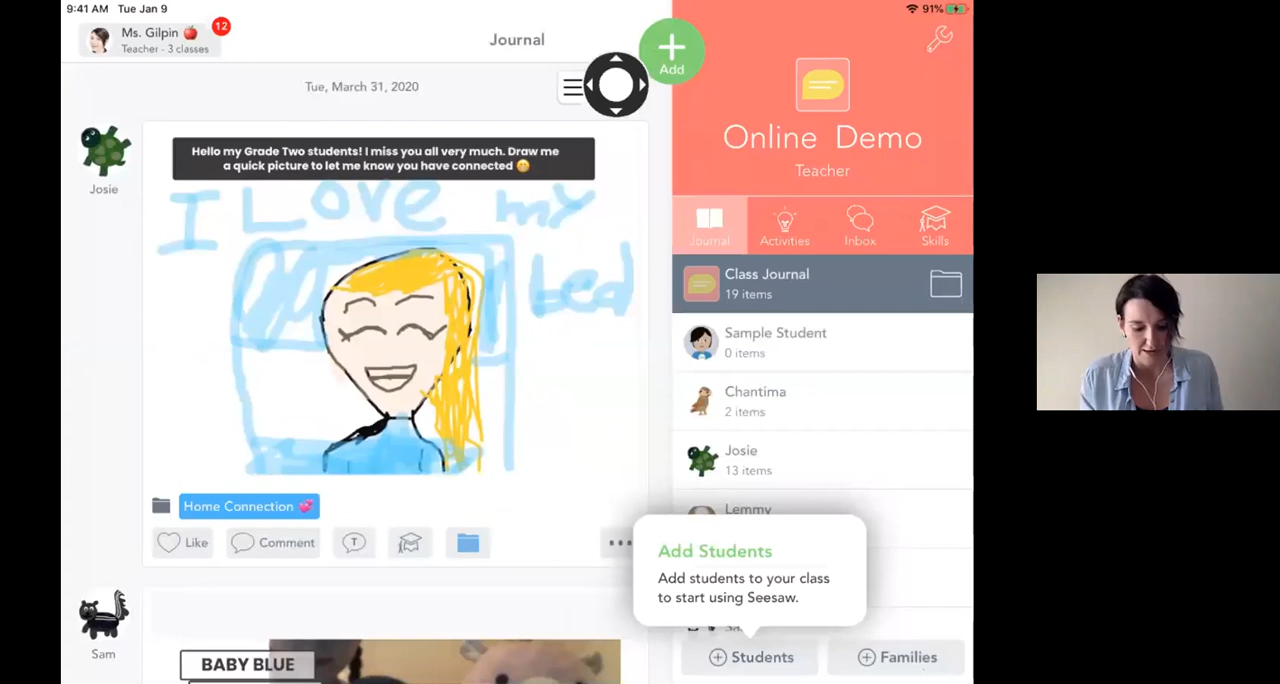 9:41 AM Tue Jan 9
91%
Ms. Gilpin 🍎
Teacher - 3 classes
12
Journal
Add
Tue, March 31, 2020
Josie
Hello my Grade Two students! I miss you all very much. Draw me
a quick picture to let me know you have connected 😁
I LOVE my
bed
Home Connection 💞
Like
Comment
T
Sam
BABY BLUE
Online Demo
Teacher
Journal
Activities
Inbox
Skills
Class Journal
19 items
Sample Student
0 items
Chantima
2 items
Josie
13 items
Lemmy
Add Students
Add students to your class
to start using Seesaw.
Students
Families